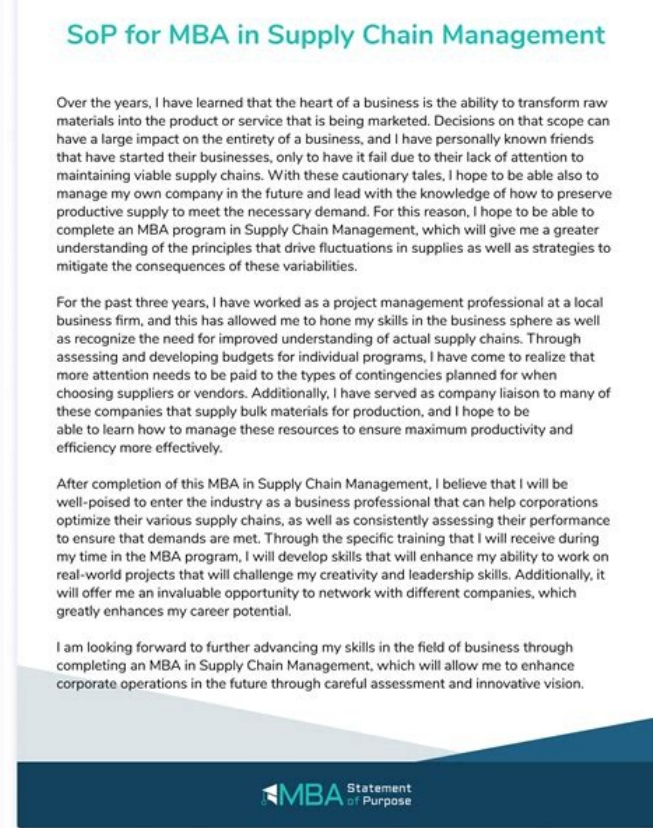 SoP for MBA in Supply Chain Management
Over the years, I have learned that the heart of a business is the ability to transform raw
materials into the product or service that is being marketed. Decisions on that scope can
have a large impact on the entirety of a business, and I have personally known friends
that have started their businesses, only to have it fail due to their lack of attention to
maintaining viable supply chains. With these cautionary tales, I hope to be able also to
manage my own company in the future and lead with the knowledge of how to preserve
productive supply to meet the necessary demand. For this reason, I hope to be able to
complete an MBA program in Supply Chain Management, which will give me a greater
understanding of the principles that drive fluctuations in supplies as well as strategies to
mitigate the consequences of these variabilities.
For the past three years, I have worked as a project management professional at a local
business firm, and this has allowed me to hone my skills in the business sphere as well
as recognize the need for improved understanding of actual supply chains. Through
assessing and developing budgets for individual programs, I have come to realize that
more attention needs to be paid to the types of contingencies planned for when
choosing suppliers or vendors. Additionally, I have served as company liaison to many of
these companies that supply bulk materials for production, and I hope to be
able to learn how to manage these resources to ensure maximum productivity and
efficiency more effectively.
After completion of this MBA in Supply Chain Management, I believe that I will be
well-poised to enter the industry as a business professional that can help corporations
optimize their various supply chains, as well as consistently assessing their performance
to ensure that demands are met. Through the specific training that I will receive during
my time in the MBA program, I will develop skills that will enhance my ability to work on
real-world projects that will challenge my creativity and leadership skills. Additionally, it
will offer me an invaluable opportunity to network with different companies, which
greatly enhances my career potential.
I am looking forward to further advancing my skills in the field of business through
completing an MBA in Supply Chain Management, which will allow me to enhance
corporate operations in the future through careful assessment and innovative vision.
MBA Statement
of Purpose